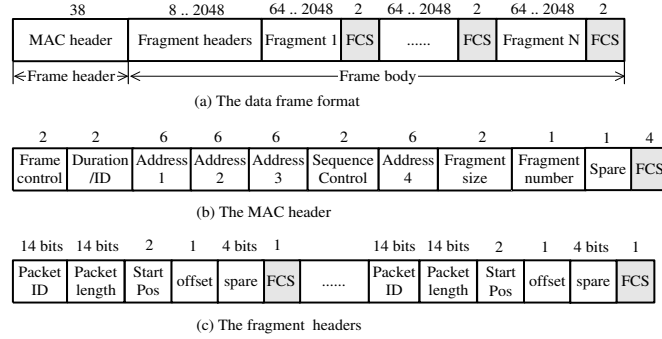 38 8 .. 2048 64 .. 2048 2 64 .. 2048 2 64 .. 2048 2
MAC header Fragment headers Fragment 1 FCS ...... FCS Fragment N FCS
Frame header Frame body
(a) The data frame format
2 2 6 6 6 2 6 2 1 1 4
Frame control Duration /ID Address 1 Address 2 Address 3 Sequence Control Address 4 Fragment size Fragment number Spare FCS
(b) The MAC header
14 bits 14 bits 2 1 4 bits 1 14 bits 14 bits 2 1 4 bits 1
Packet ID Packet length Start Pos offset spare FCS ...... Packet ID Packet length Start Pos offset spare FCS
(c) The fragment headers